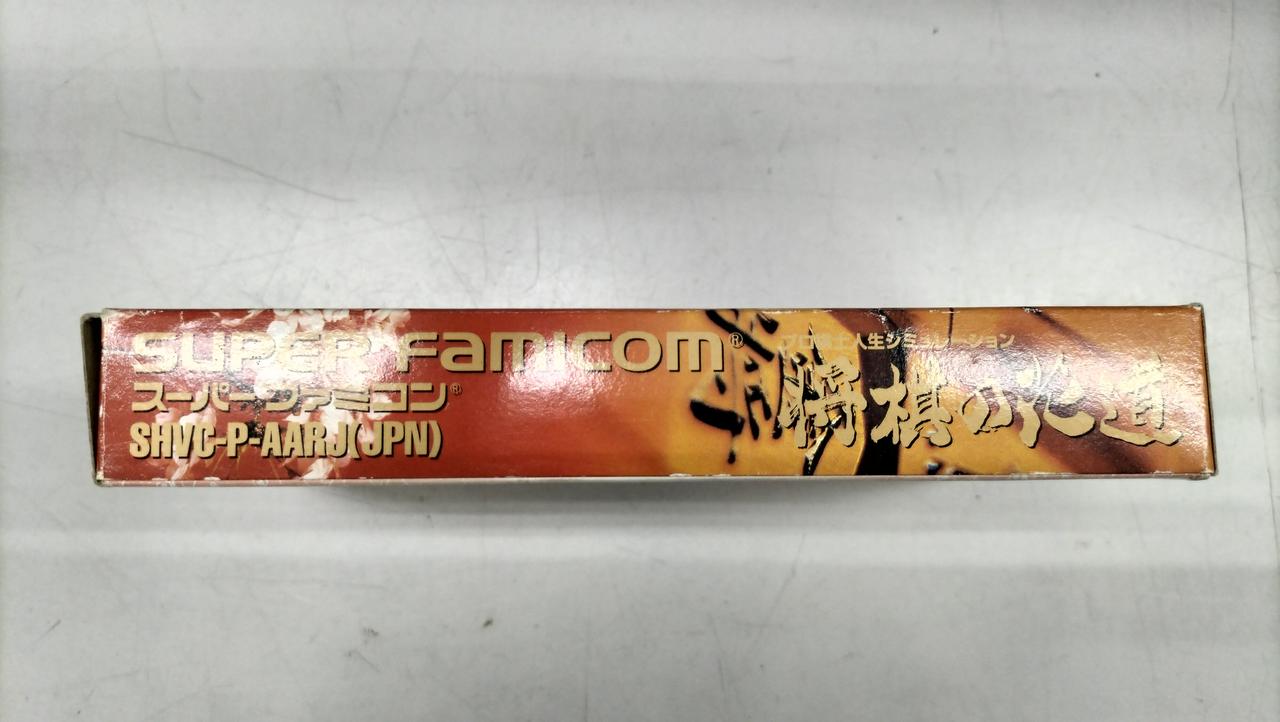 SUPER FAMICOM®
スーパーファミコン®
SHVC-P-AARJ(JPN)
プロ棋士人生シミュレーション
将棋の花道